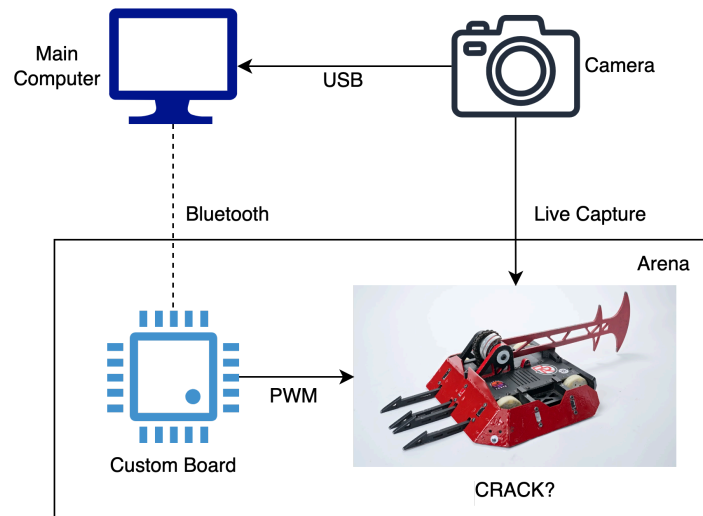 Main
Computer
USB
Camera
Bluetooth
Live Capture
Arena
PWM
Custom Board
CRACK?